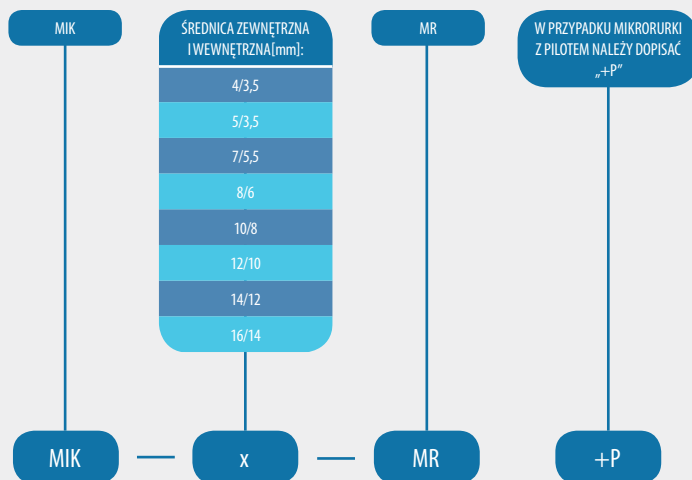 MIK
ŚREDNICA ZEWNĘTRZNA
I WEWNĘTRZNA[mm]:
4/3,5
5/3,5
7/5,5
8/6
10/8
12/10
14/12
16/14
MR
W PRZYPADKU MIKRORURKI
Z PILOTEM NALEŻY DOPISAĆ
„+P”
MIK — x — MR +P